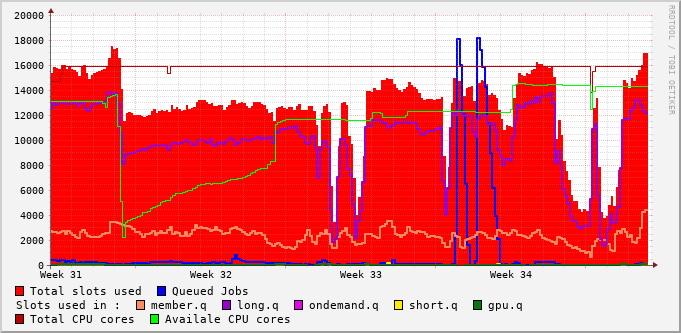 20000
18000
16000
14000
12000
10000
8000
6000
4000
2000
0
Week 31 Week 32 Week 33 Week 34
RRDTOOL / TOBI OETIKER
Total slots used Queued Jobs
Slots used in : member.q long.q ondemand.q short.q gpu.q
Total CPU cores Availale CPU cores